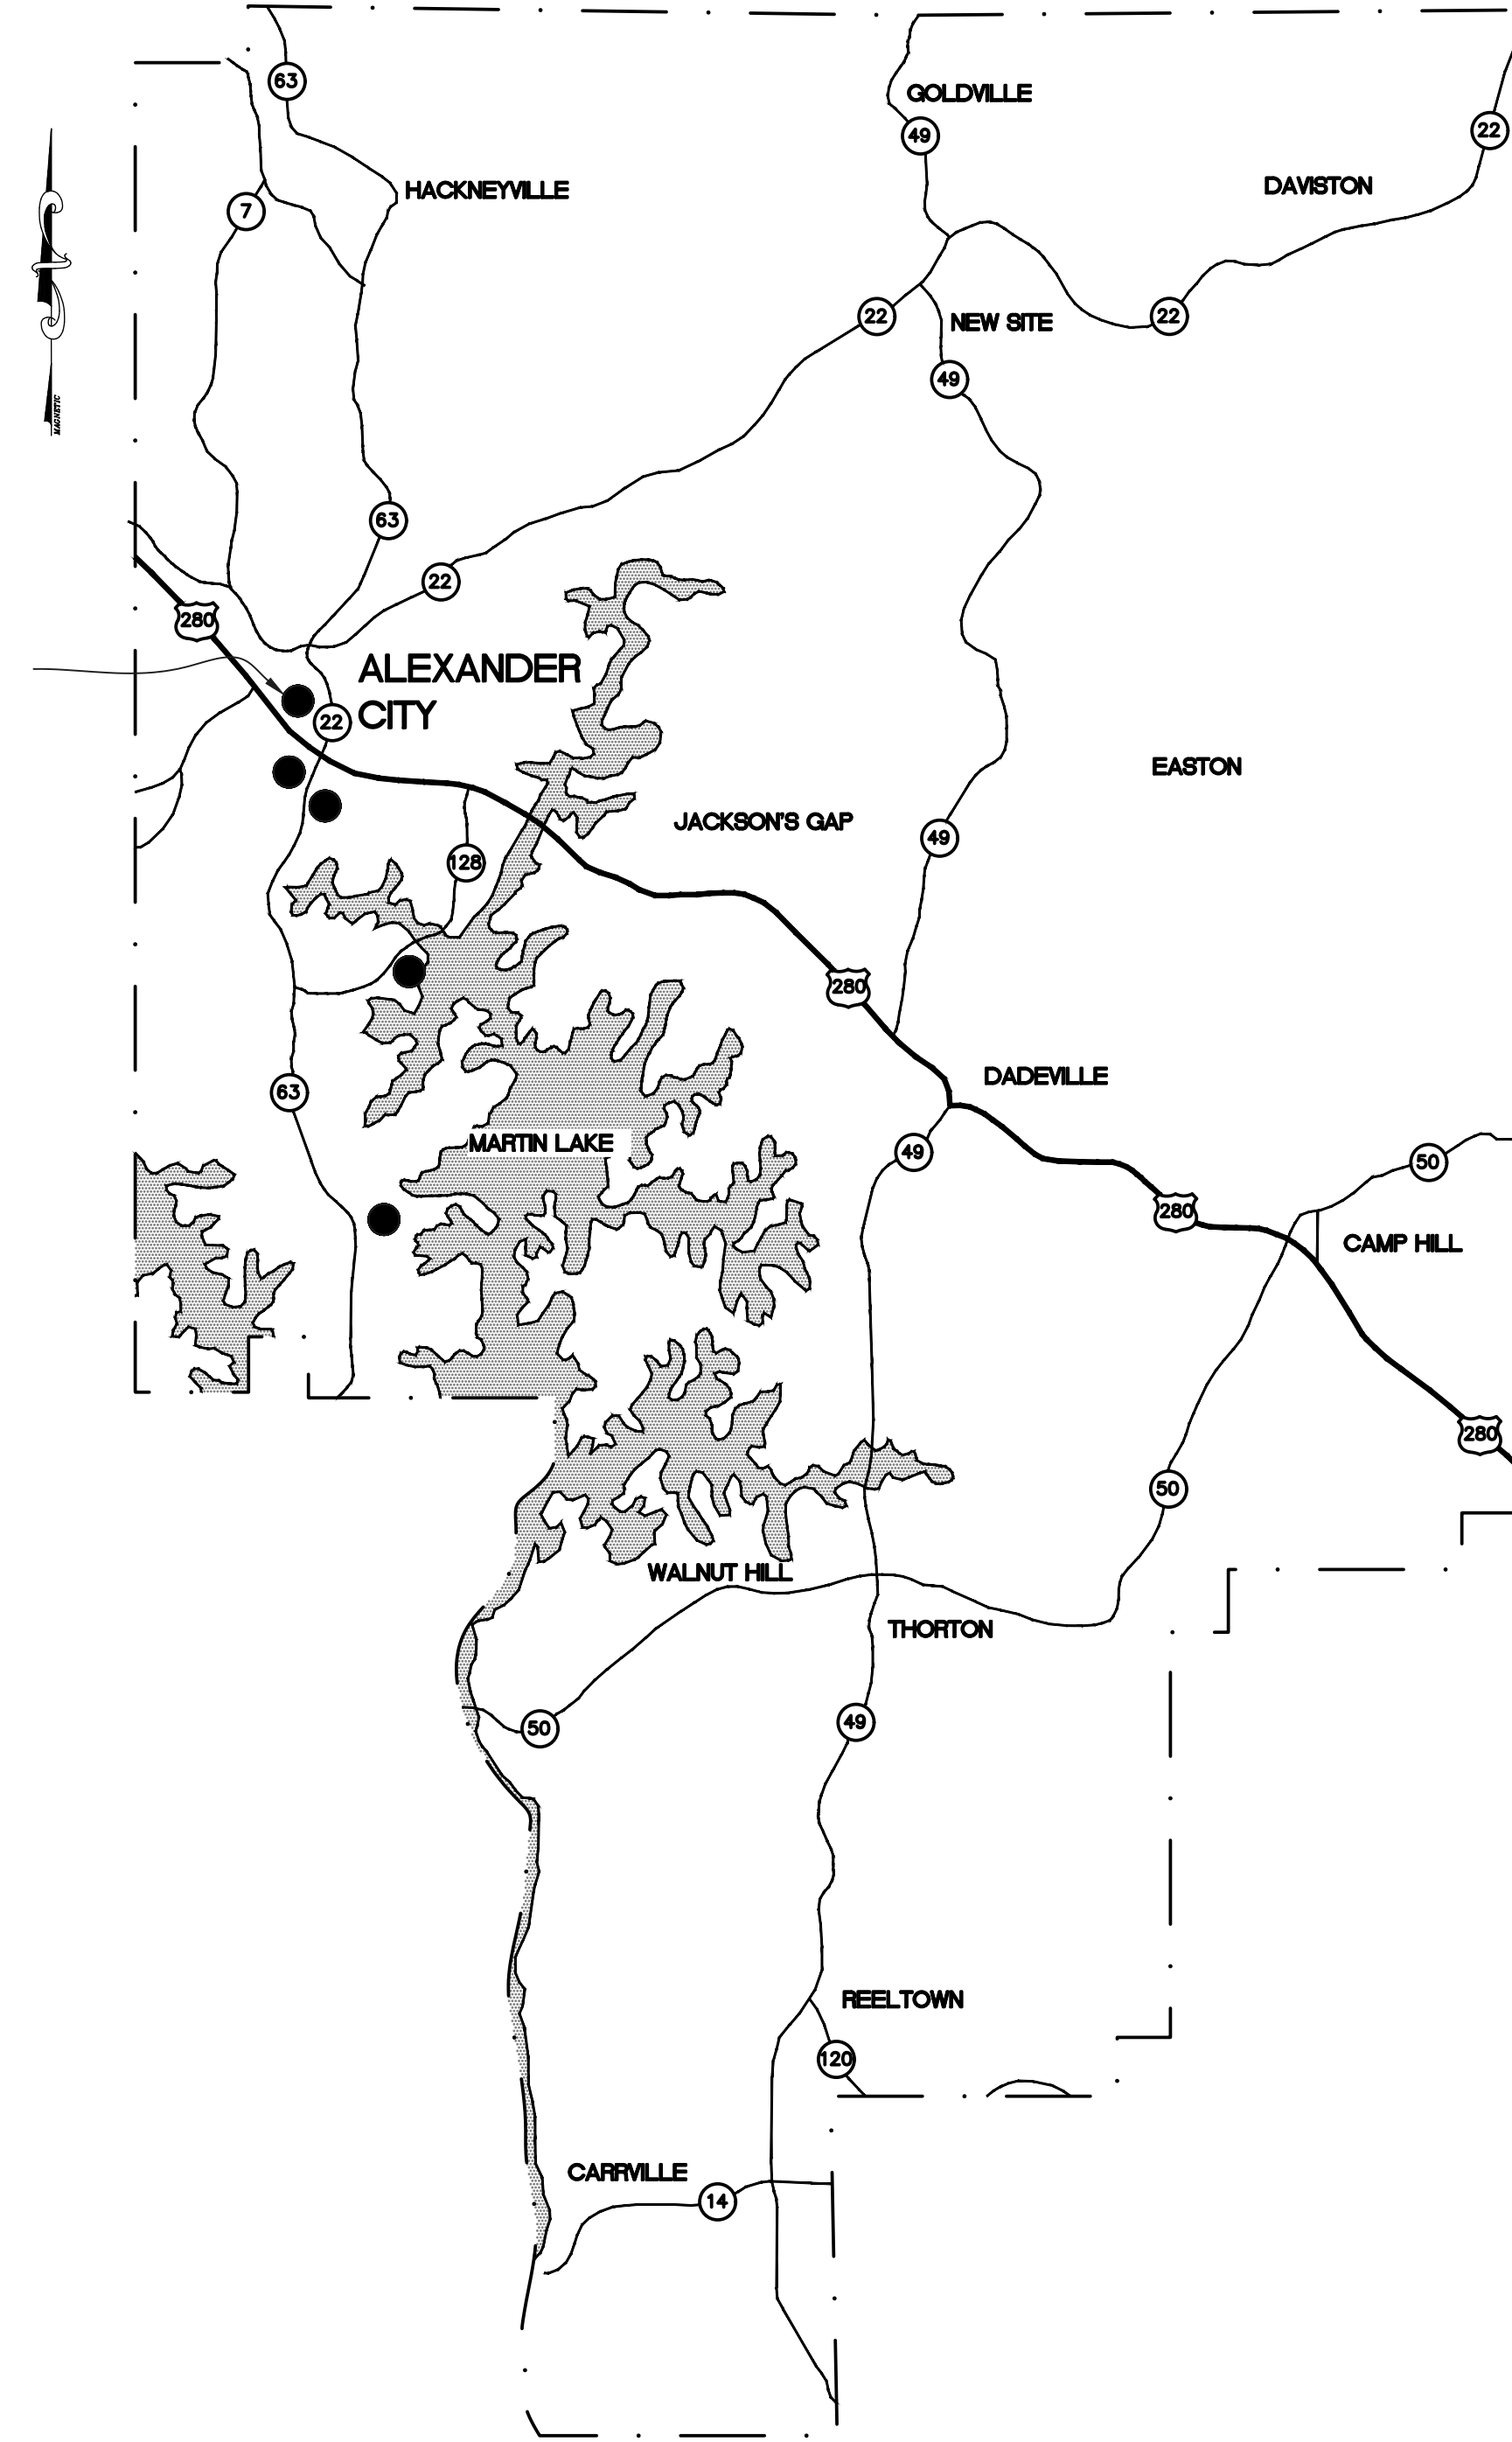 63
GOLDVILLE
22
49
DAVISTON
HACKNEYVILLE
7
22
NEW SITE
22
49
MAGNETIC
63
22
280
ALEXANDER
CITY
22
EASTON
JACKSON'S GAP
49
128
280
DADEVILLE
63
MARTIN LAKE
49
50
280
CAMP HILL
280
50
WALNUT HILL
THORTON
50
49
REELTOWN
120
CARRVILLE
14